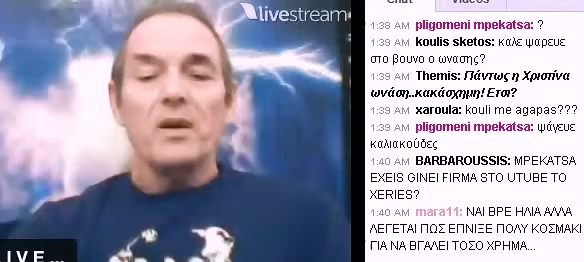 Chat
Videos
livestream
1:38 AM pligomeni mpekatsa: ?
1:39 AM koulis sketos: καλε ψαρευε
στο βουνο ο ωνασης?
1:39 AM Themis: Πάντως η Χριστίνα
ωνάση..κακάσχημη! Ετσι?
1:39 AM xaroula: kouli me agapas???
1:39 AM pligomeni mpekatsa: ψάγευε
καλιακούδες
1:40 AM BARBAROUSSIS: MPEKATSA
EXEIS GINEI FIRMA STO UTUBE TO
XERIES?
1:40 AM mara11: ΝΑΙ ΒΡΕ ΗΛΙΑ ΑΛΛΑ
ΛΕΓΕΤΑΙ ΠΩΣ ΕΠΝΙΞΕ ΠΟΛΥ ΚΟΣΜΑΚΙ
ΓΙΑ ΝΑ ΒΓΑΛΕΙ ΤΟΣΟ ΧΡΗΜΑ...
LIVE...